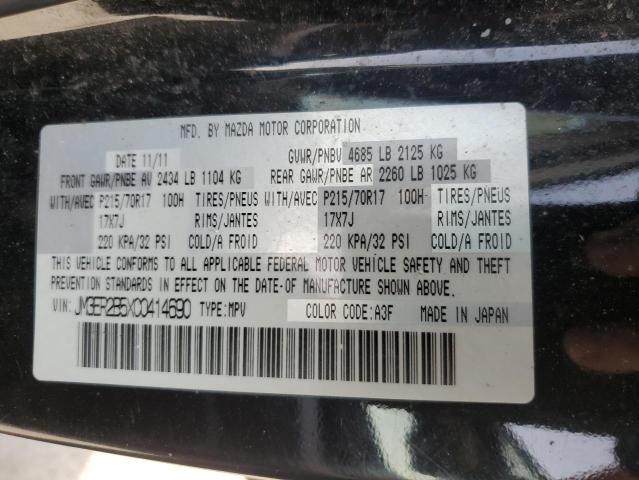 MFD. BY MAZDA MOTOR CORPORATION
DATE 11/11 GVWR/PNBV 4685 LB 2125 KG
FRONT GAWR/PNBE AV 2434 LB 1104 KG REAR GAWR/PNBE AR 2260 LB 1025 KG
WITH/AVEC P215/70R17 100H TIRES/PNEUS WITH/AVEC P215/70R17 100H TIRES/PNEUS
17X7J RIMS/JANTES 17X7J RIMS/JANTES
220 KPA/32 PSI COLD/A FROID 220 KPA/32 PSI COLD/A FROID
THIS VEHICLE CONFORMS TO ALL APPLICABLE FEDERAL MOTOR VEHICLE SAFETY AND THEFT
PREVENTION STANDARDS IN EFFECT ON THE DATE-OF MANUFACTURE SHOWN ABOVE.
VIN: JM3ER2B5XC0414690 TYPE:MPV COLOR CODE:A3F MADE IN JAPAN